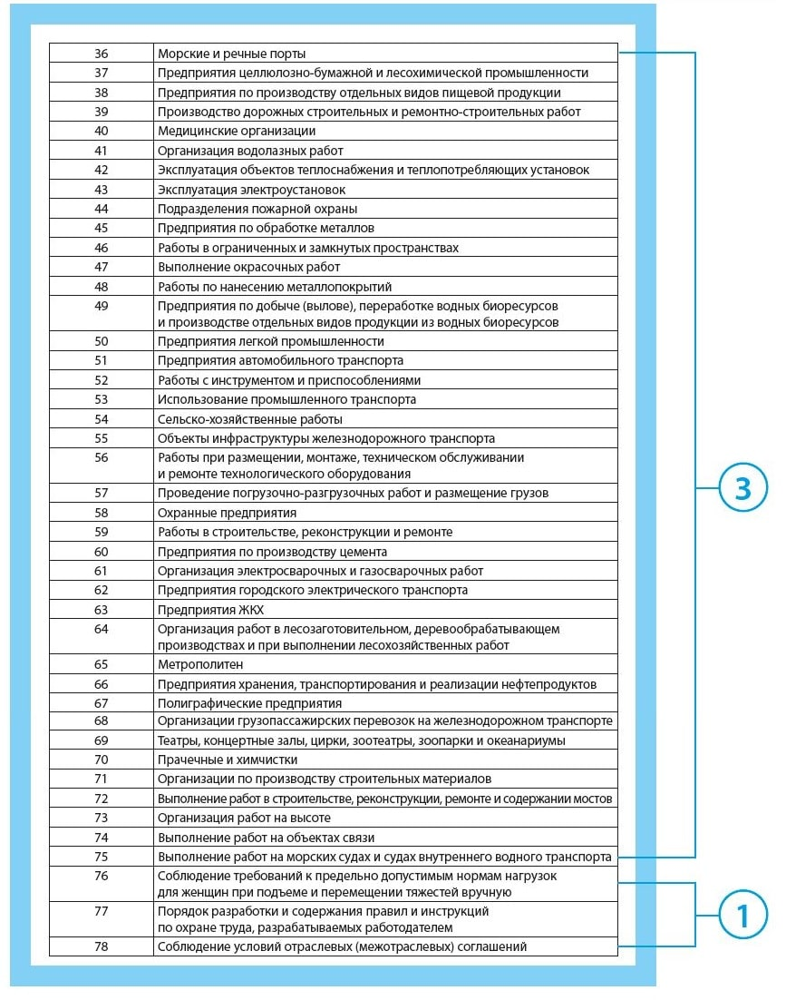 36 Морские и речные порты
37 Предприятия целлюлозно-бумажной и лесохимической промышленности
38 Предприятия по производству отдельных видов пищевой продукции
39 Производство дорожных строительных и ремонтно-строительных работ
40 Медицинские организации
41 Организация водолазных работ
42 Эксплуатация объектов теплоснабжения и теплопотребляющих установок
43 Эксплуатация электроустановок
44 Подразделения пожарной охраны
45 Предприятия по обработке металлов
46 Работы в ограниченных и замкнутых пространствах
47 Выполнение окрасочных работ
48 Работы по нанесению металлопокрытий
49 Предприятия по добыче (вылове), переработке водных биоресурсов
и производстве отдельных видов продукции из водных биоресурсов
50 Предприятия легкой промышленности
51 Предприятия автомобильного транспорта
52 Работы с инструментом и приспособлениями
53 Использование промышленного транспорта
54 Сельско-хозяйственные работы
55 Объекты инфраструктуры железнодорожного транспорта
56 Работы при размещении, монтаже, техническом обслуживании
и ремонте технологического оборудования
57 Проведение погрузочно-разгрузочных работ и размещение грузов
58 Охранные предприятия
59 Работы в строительстве, реконструкции и ремонте
60 Предприятия по производству цемента
61 Организация электросварочных и газосварочных работ
62 Предприятия городского электрического транспорта
63 Предприятия ЖКХ
64 Организация работ в лесозаготовительном, деревообрабатывающем
производствах и при выполнении лесохозяйственных работ
65 Метрополитен
66 Предприятия хранения, транспортирования и реализации нефтепродуктов
67 Полиграфические предприятия
68 Организации грузопассажирских перевозок на железнодорожном транспорте
69 Театры, концертные залы, цирки, зоотеатры, зоопарки и океанариумы
70 Прачечные и химчистки
71 Организации по производству строительных материалов
72 Выполнение работ в строительстве, реконструкции, ремонте и содержании мостов
73 Организация работ на высоте
74 Выполнение работ на объектах связи
75 Выполнение работ на морских судах и судах внутреннего водного транспорта
76 Соблюдение требований к предельно допустимым нормам нагрузок
для женщин при подъеме и перемещении тяжестей вручную
77 Порядок разработки и содержания правил и инструкций
по охране труда, разрабатываемых работодателем
78 Соблюдение условий отраслевых (межотраслевых) соглашений
3
1